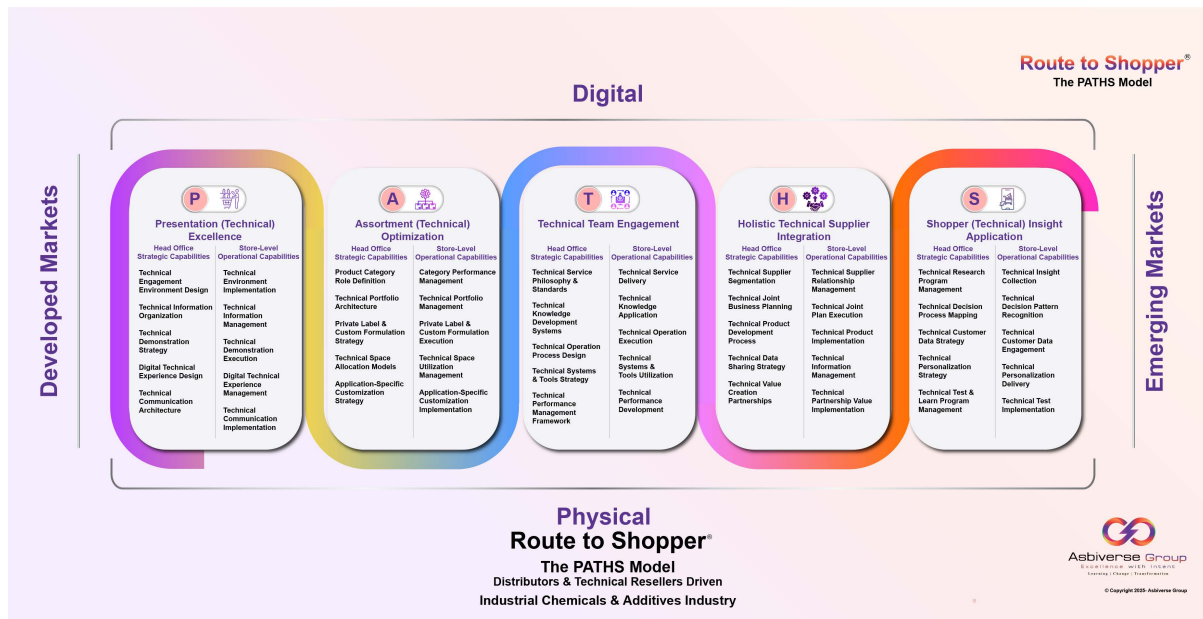 Route to Shopper®
The PATHS Model
Digital
Developed Markets
Emerging Markets
P
Presentation (Technical)
Excellence
Head Office
Strategic Capabilities
Technical
Engagement
Environment Design
Technical Information
Organization
Technical
Demonstration
Strategy
Digital Technical
Experience Design
Technical
Communication
Architecture
Store-Level
Operational Capabilities
Technical
Environment
Implementation
Technical
Information
Management
Technical
Demonstration
Execution
Digital Technical
Experience
Management
Technical
Communication
Implementation
A
Assortment (Technical)
Optimization
Head Office
Strategic Capabilities
Product Category
Role Definition
Technical Portfolio
Architecture
Private Label &
Custom Formulation
Strategy
Technical Space
Allocation Models
Application-Specific
Customization
Strategy
Store-Level
Operational Capabilities
Category Performance
Management
Technical Portfolio
Management
Private Label &
Custom Formulation
Execution
Technical Space
Utilization
Management
Application-Specific
Customization
Implementation
T
Technical Team Engagement
Head Office
Strategic Capabilities
Technical Service
Philosophy &
Standards
Technical
Knowledge
Development
Systems
Technical Operation
Process Design
Technical Systems
& Tools Strategy
Technical
Performance
Management
Framework
Store-Level
Operational Capabilities
Technical Service
Delivery
Technical
Knowledge
Application
Technical Operation
Execution
Technical
Systems &
Tools Utilization
Technical
Performance
Development
H
Holistic Technical Supplier
Integration
Head Office
Strategic Capabilities
Technical Supplier
Segmentation
Technical Joint
Business Planning
Technical Product
Development
Process
Technical Data
Sharing Strategy
Technical Value
Creation
Partnerships
Store-Level
Operational Capabilities
Technical Supplier
Relationship
Management
Technical Joint
Plan Execution
Technical Product
Implementation
Technical
Information
Management
Technical
Partnership Value
Implementation
S
Shopper (Technical) Insight
Application
Head Office
Strategic Capabilities
Technical Research
Program
Management
Technical Decision
Process Mapping
Technical Customer
Data Strategy
Technical
Personalization
Strategy
Technical Test &
Learn Program
Management
Store-Level
Operational Capabilities
Technical Insight
Collection
Technical
Decision Pattern
Recognition
Technical
Customer Data
Engagement
Technical
Personalization
Delivery
Technical Test
Implementation
Physical
Route to Shopper®
The PATHS Model
Distributors & Technical Resellers Driven
Industrial Chemicals & Additives Industry
Asbiverse Group
Excellence with Intent
Learning | Change | Transformation
© Copyright 2025- Asbiverse Group